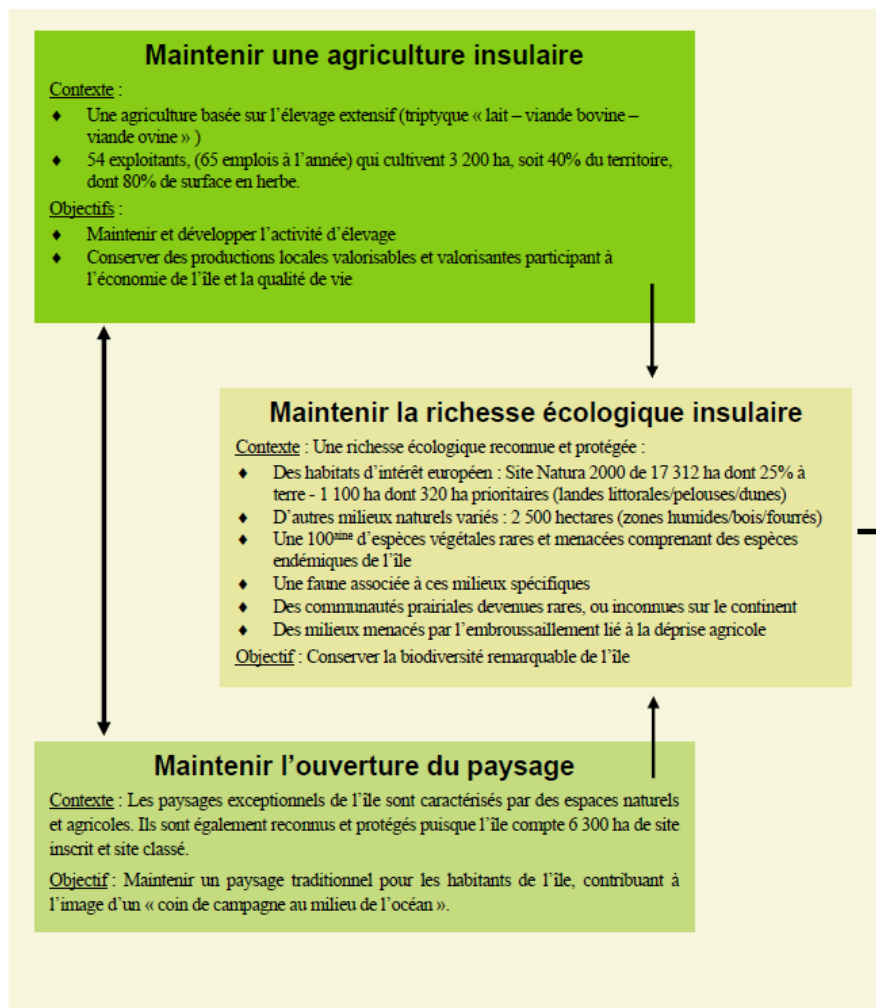 Maintenir une agriculture insulaire
Contexte :
♦ Une agriculture basée sur l’élevage extensif (triptyque « lait – viande bovine –
viande ovine » )
♦ 54 exploitants, (65 emplois à l’année) qui cultivent 3 200 ha, soit 40% du territoire,
dont 80% de surface en herbe.
Objectifs :
♦ Maintenir et développer l’activité d’élevage
♦ Conserver des productions locales valorisables et valorisantes participant à
l’économie de l’île et la qualité de vie
Maintenir la richesse écologique insulaire
Contexte : Une richesse écologique reconnue et protégée :
♦ Des habitats d’intérêt européen : Site Natura 2000 de 17 312 ha dont 25% à
terre - 1 100 ha dont 320 ha prioritaires (landes littorales/pelouses/dunes)
♦ D’autres milieux naturels variés : 2 500 hectares (zones humides/bois/fourrés)
♦ Une 100aine d’espèces végétales rares et menacées comprenant des espèces
endémiques de l’île
♦ Une faune associée à ces milieux spécifiques
♦ Des communautés prairiales devenues rares, ou inconnues sur le continent
♦ Des milieux menacés par l’embroussaillement lié à la déprise agricole
Objectif : Conserver la biodiversité remarquable de l’île
Maintenir l’ouverture du paysage
Contexte : Les paysages exceptionnels de l’île sont caractérisés par des espaces naturels
et agricoles. Ils sont également reconnus et protégés puisque l’île compte 6 300 ha de site
inscrit et site classé.
Objectif : Maintenir un paysage traditionnel pour les habitants de l’île, contribuant à
l’image d’un « coin de campagne au milieu de l’océan ».